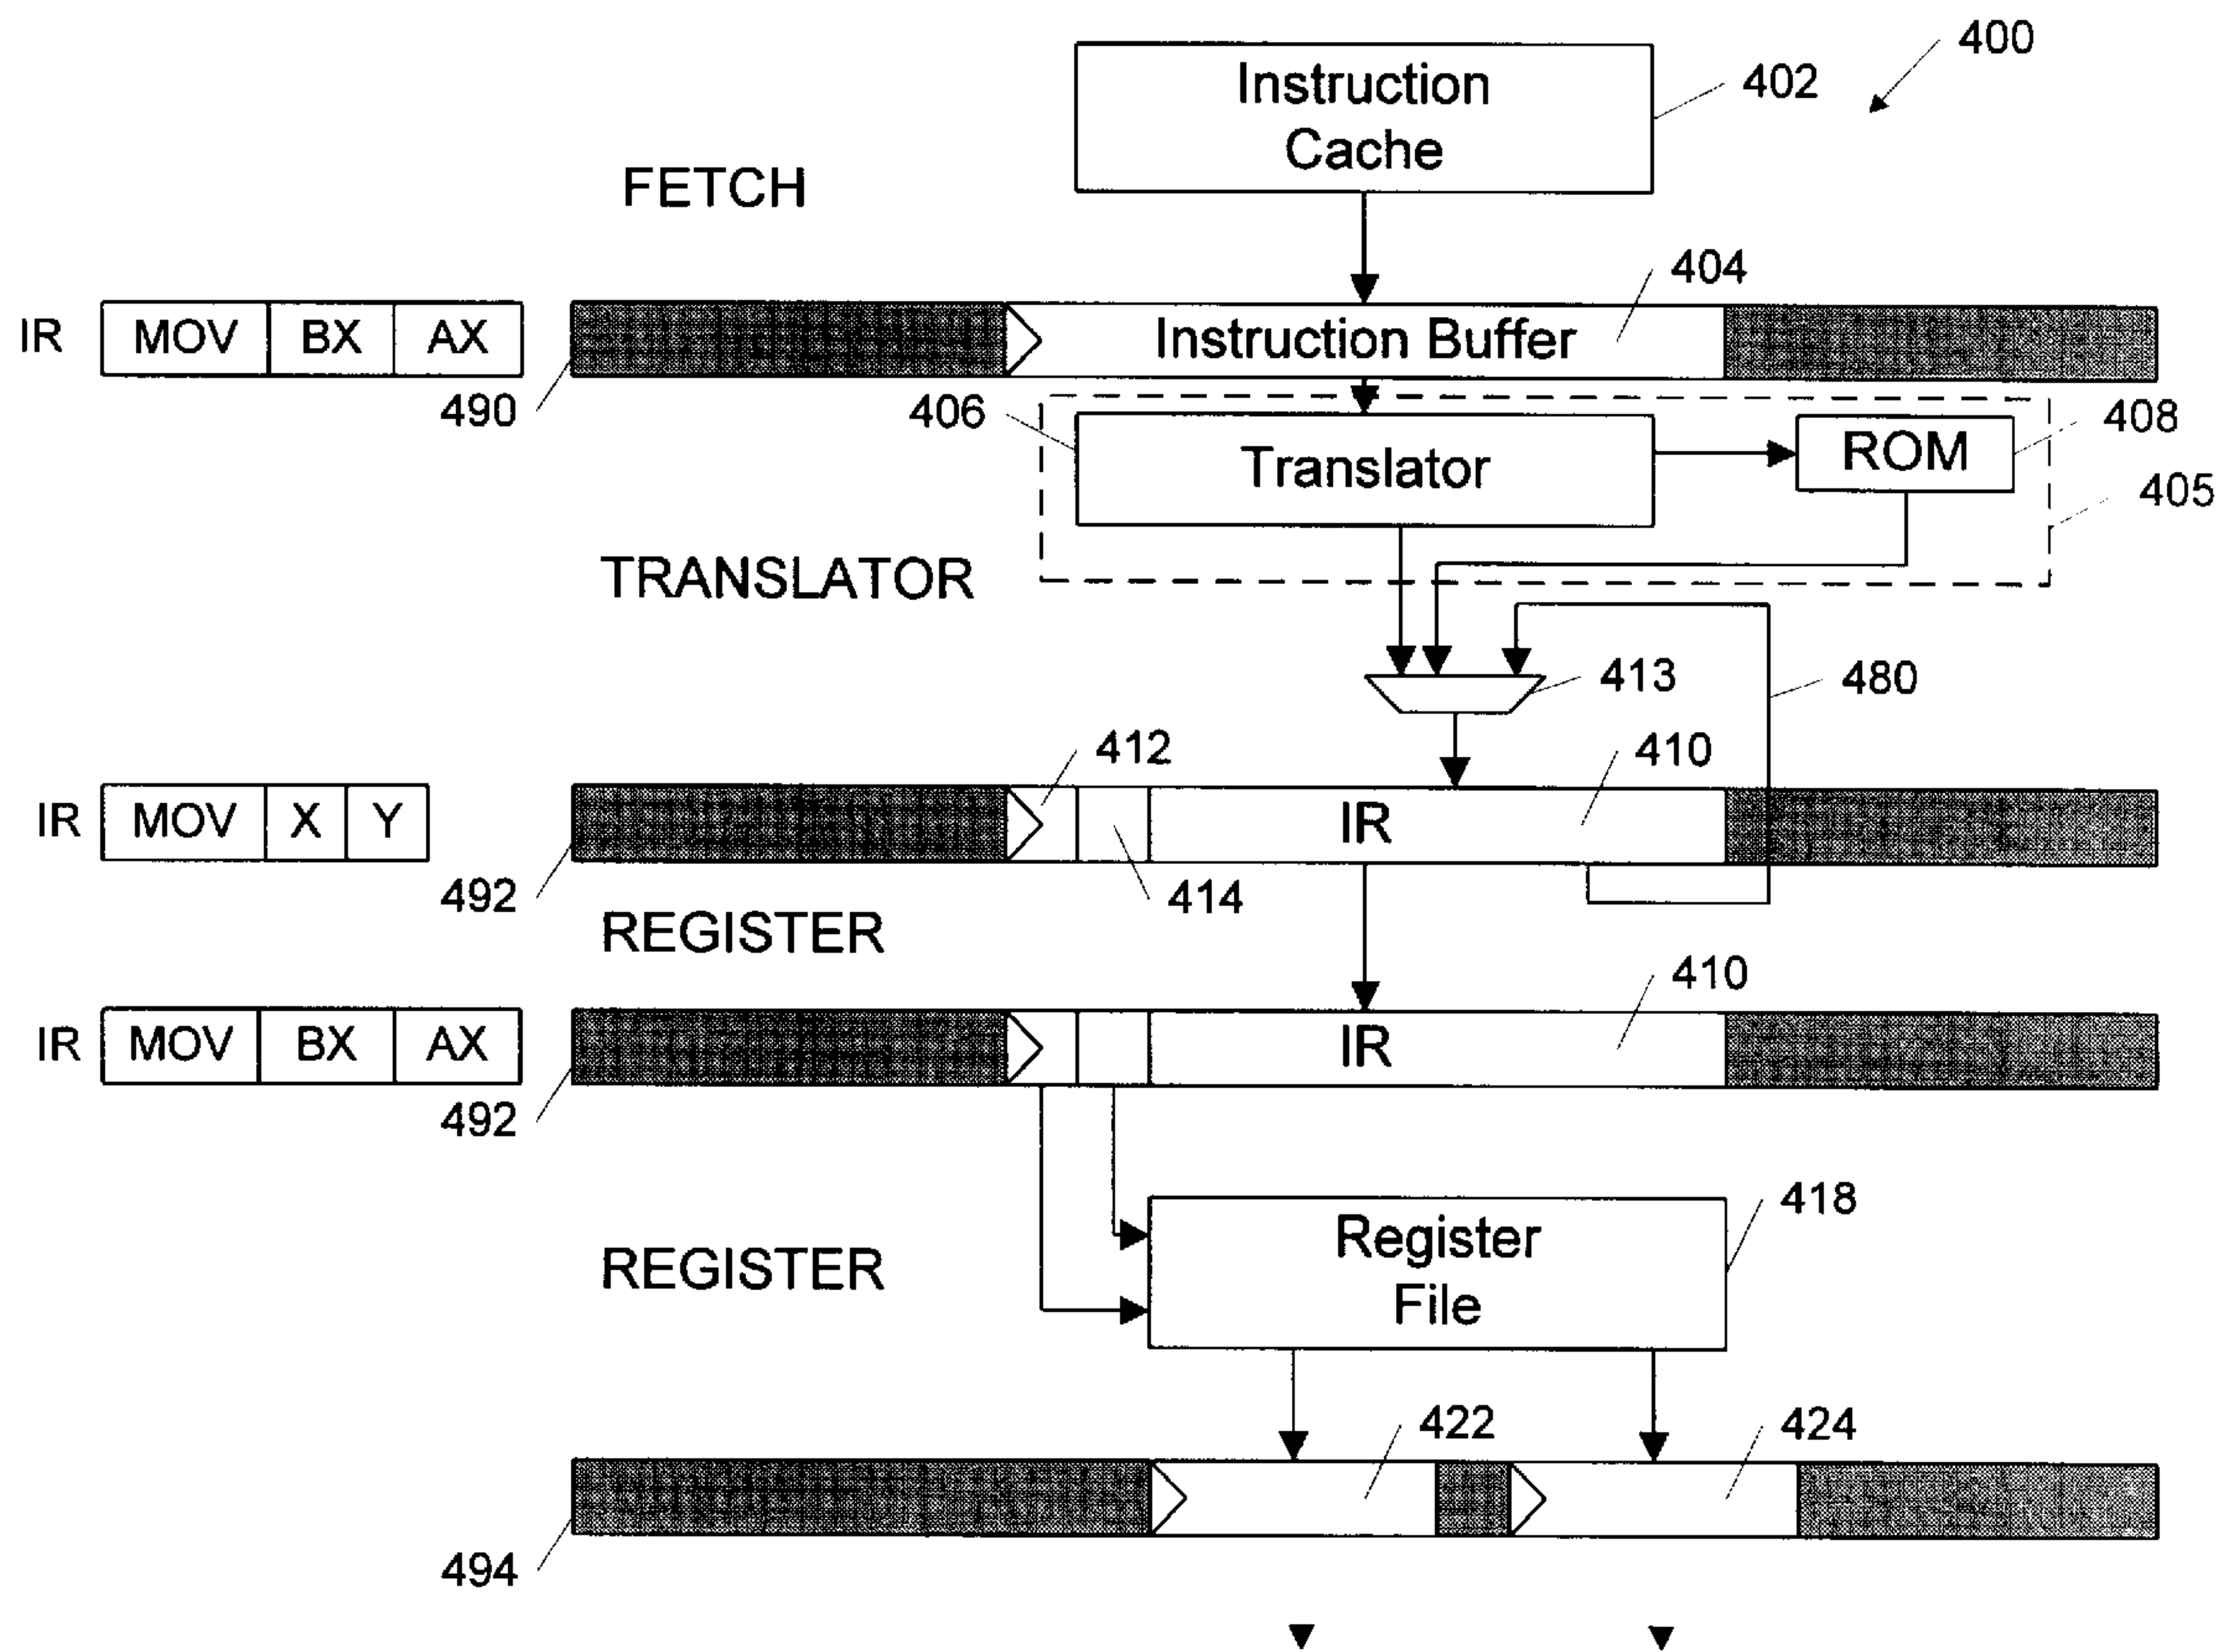 400
Instruction
Cache
402
FETCH
404
IR MOV BX AX
Instruction Buffer
490
406
408
Translator
ROM
405
TRANSLATOR
413
480
412
410
IR MOV X Y
IR
492
414
REGISTER
410
IR MOV BX AX
IR
492
418
Register
File
REGISTER
422
424
494